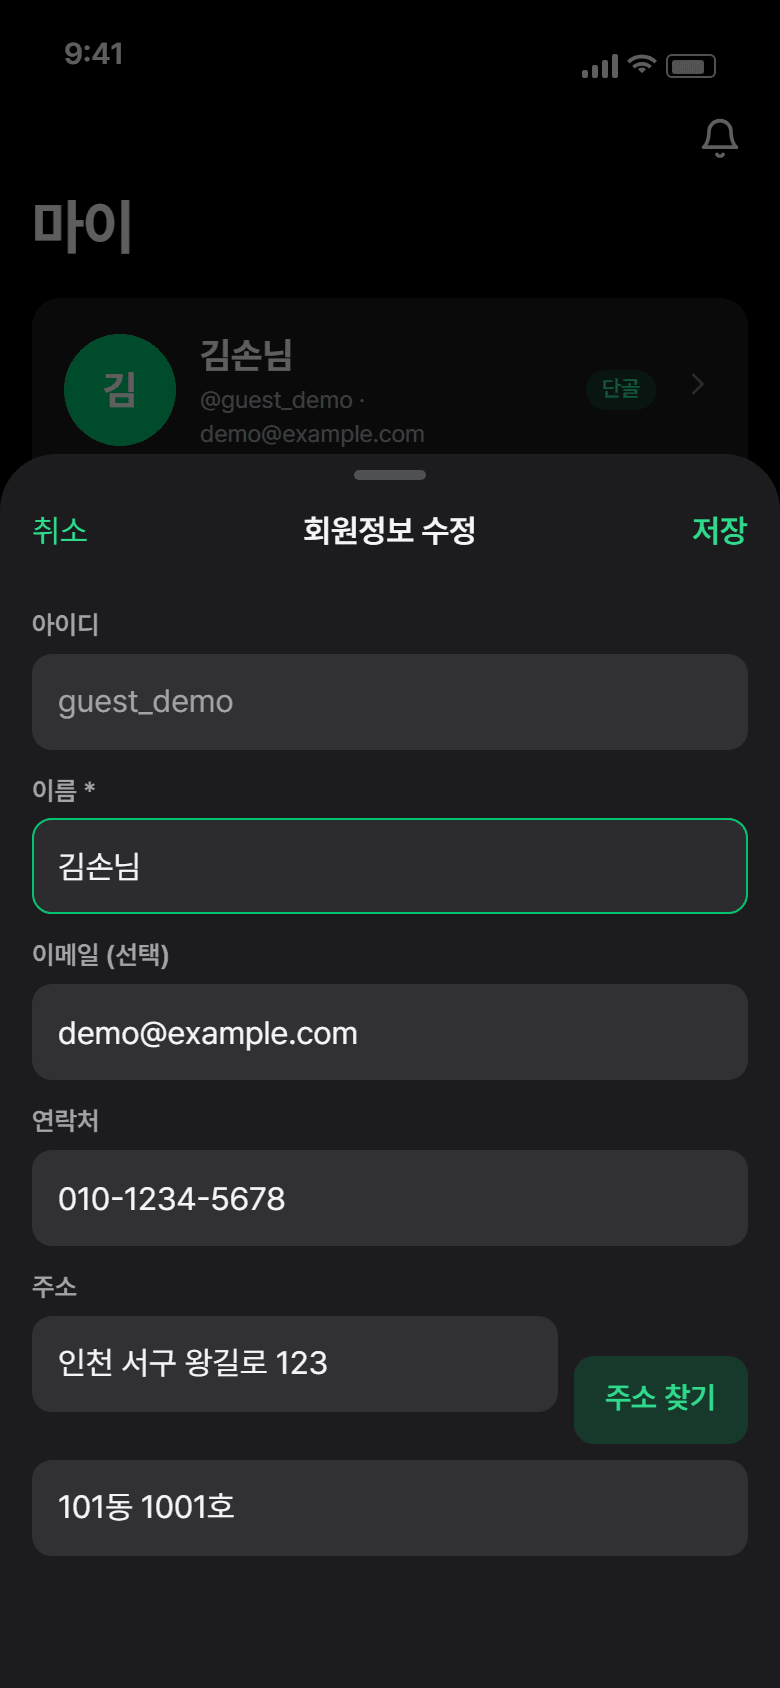 9:41
마이
김
김손님
@guest_demo ·
demo@example.com
단골
취소
회원정보 수정
저장
아이디
guest_demo
이름 *
김손님
이메일 (선택)
demo@example.com
연락처
010-1234-5678
주소
인천 서구 왕길로 123
주소 찾기
101동 1001호